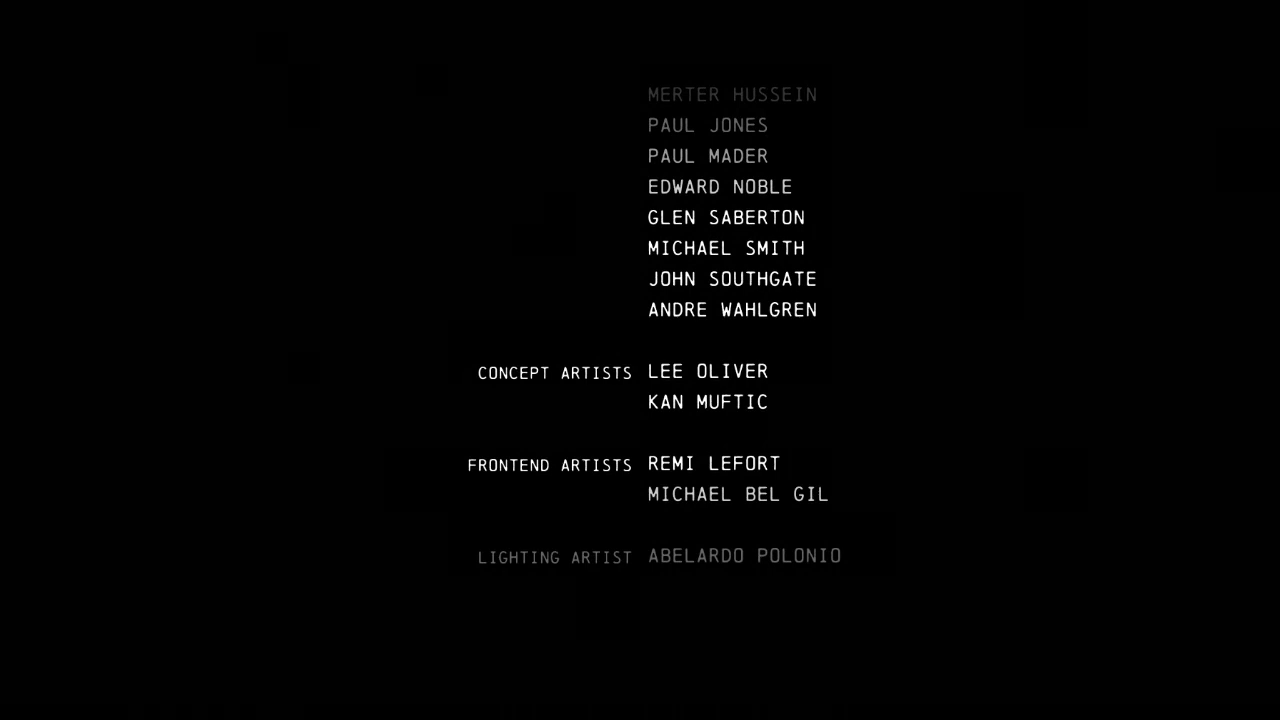 MERTER HUSSEIN
PAUL JONES
PAUL MADER
EDWARD NOBLE
GLEN SABERTON
MICHAEL SMITH
JOHN SOUTHGATE
ANDRE WAHLGREN
CONCEPT ARTISTS LEE OLIVER
KAN MUFTIC
FRONTEND ARTISTS REMI LEFORT
MICHAEL BEL GIL
LIGHTING ARTIST ABELARDO POLONIO